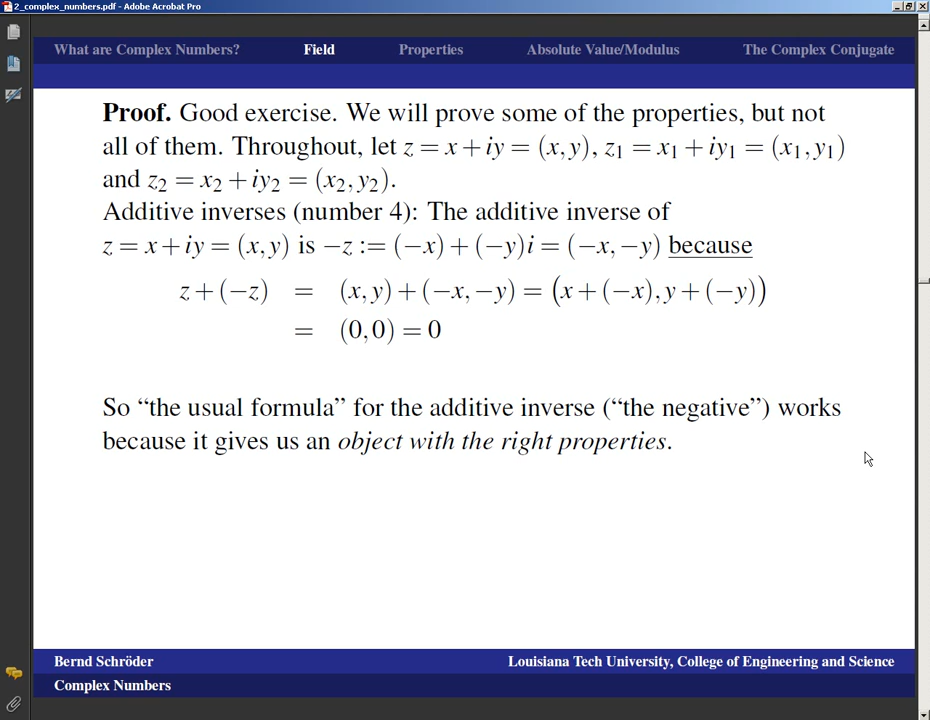 2_complex_numbers.pdf - Adobe Acrobat Pro
What are Complex Numbers? Field Properties Absolute Value/Modulus The Complex Conjugate
Proof. Good exercise. We will prove some of the properties, but not
all of them. Throughout, let z = x + iy = (x, y), z₁ = x₁ + iy₁ = (x₁, y₁)
and z₂ = x₂ + iy₂ = (x₂, y₂).
Additive inverses (number 4): The additive inverse of
z = x + iy = (x, y) is −z := (−x) + (−y)i = (−x, −y) because
z + (−z) = (x, y) + (−x, −y) = (x + (−x), y + (−y))
= (0, 0) = 0
So “the usual formula” for the additive inverse (“the negative”) works
because it gives us an object with the right properties.
Bernd Schröder Louisiana Tech University, College of Engineering and Science
Complex Numbers